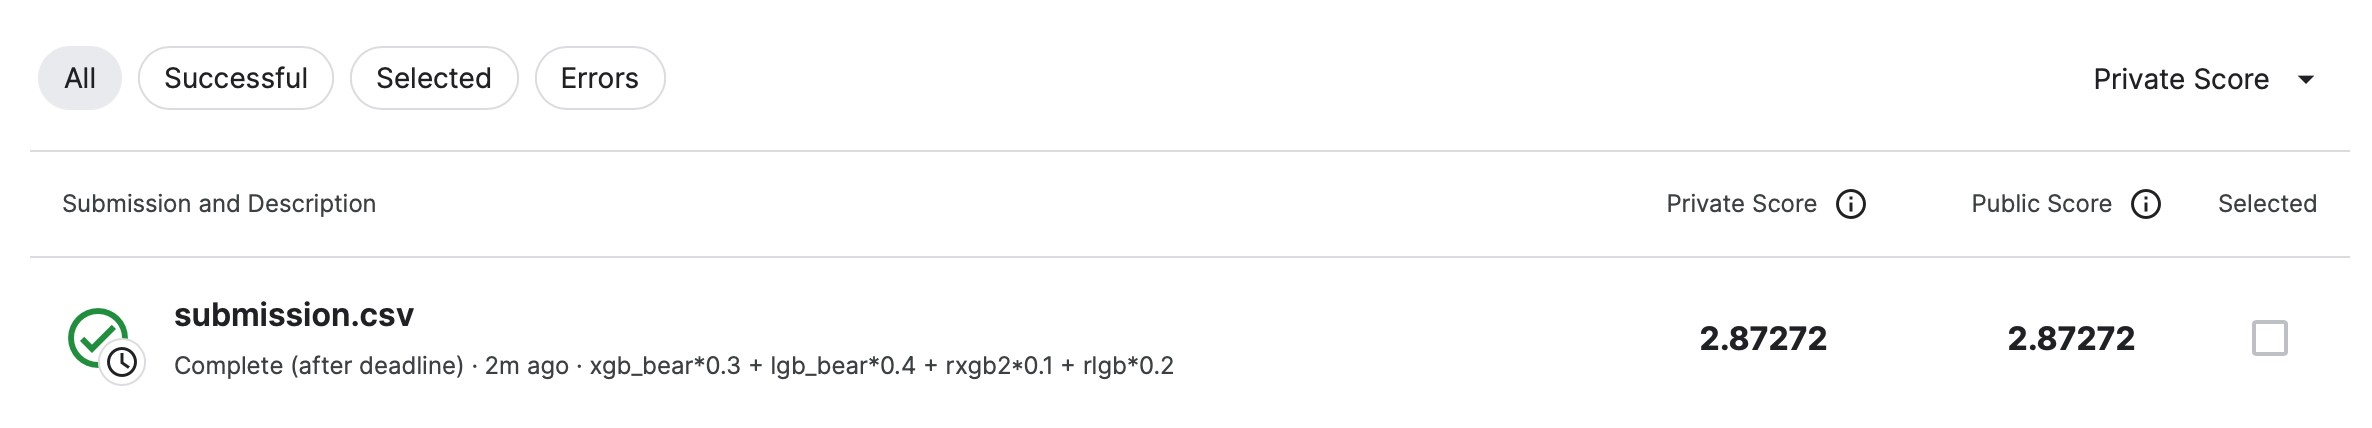 All Successful Selected Errors Private Score
Submission and Description Private Score Public Score Selected
submission.csv
Complete (after deadline) · 2m ago · xgb_bear*0.3 + lgb_bear*0.4 + rxgb2*0.1 + rlgb*0.2
2.87272 2.87272